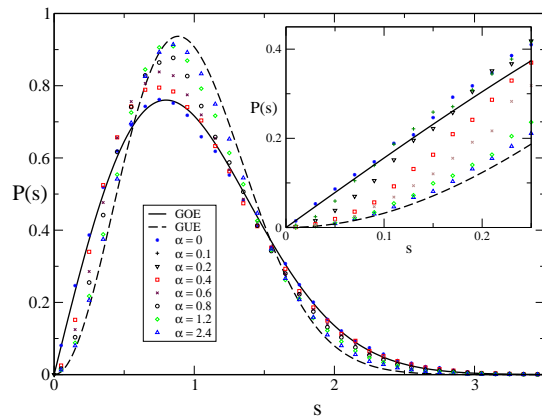 1
0.8
0.6
P(s)
0.4
0.2
0
0
1
2
3
s
GOE
GUE
α = 0
α = 0.1
α = 0.2
α = 0.4
α = 0.6
α = 0.8
α = 1.2
α = 2.4
0.4
P(s)
0.2
0
0
0.1
0.2
s